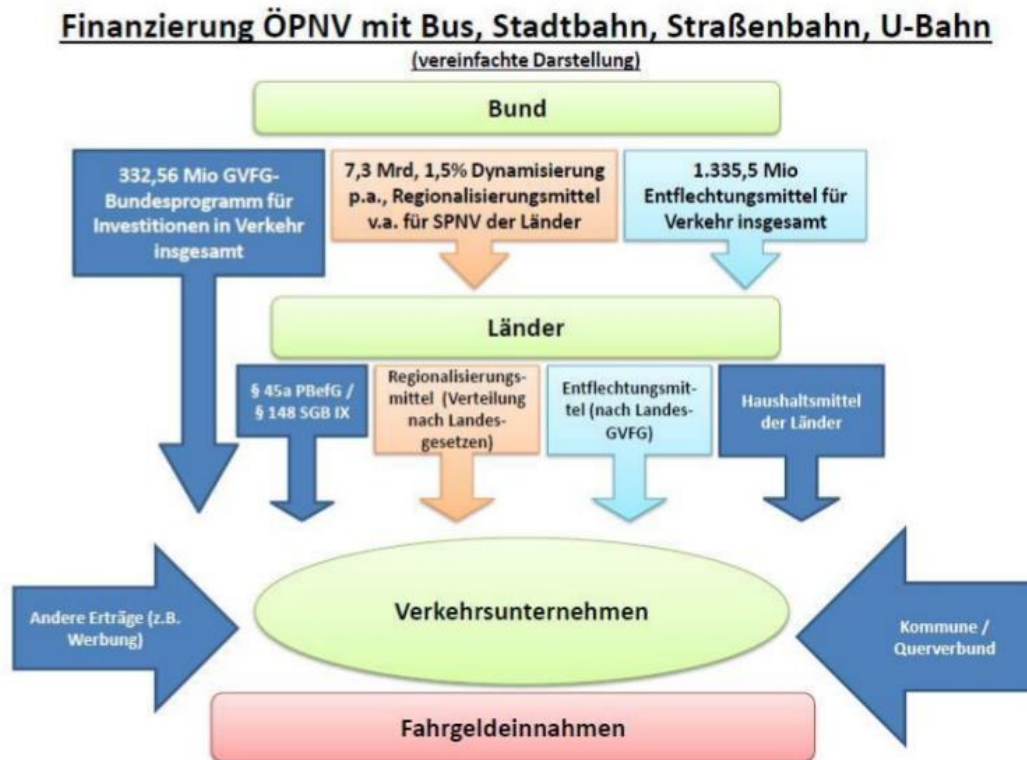 Finanzierung ÖPNV mit Bus, Stadtbahn, Straßenbahn, U-Bahn
(vereinfachte Darstellung)
Bund
332,56 Mio GVFG-
Bundesprogramm für
Investitionen in Verkehr
insgesamt
7,3 Mrd, 1,5% Dynamisierung
p.a., Regionalisierungsmittel
v.a. für SPNV der Länder
1.335,5 Mio
Entflechtungsmittel für
Verkehr insgesamt
Länder
§ 45a PBefG /
§ 148 SGB IX
Regionalisierungs-
mittel (Verteilung
nach Landes-
gesetzen)
Entflechtungsmit-
tel (nach Landes-
GVFG)
Haushaltsmittel
der Länder
Andere Erträge (z.B.
Werbung)
Verkehrsunternehmen
Kommune /
Querverbund
Fahrgeldeinnahmen